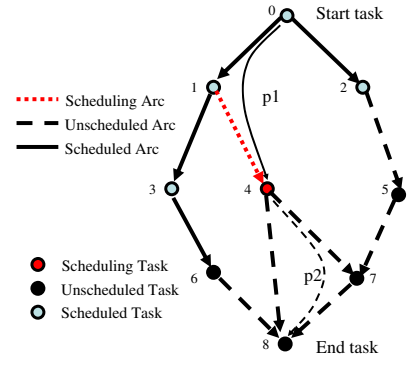 0 Start task
1
p1
2
Scheduling Arc
Unscheduled Arc
Scheduled Arc
3
4
5
6
p2
7
Scheduling Task
Unscheduled Task
Scheduled Task
8
End task